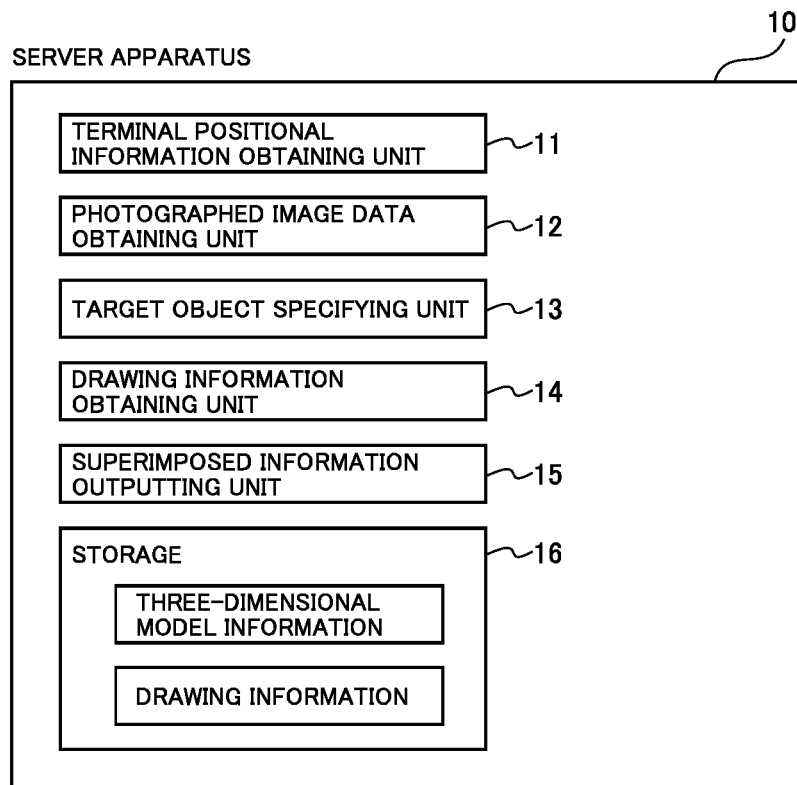 10
SERVER APPARATUS
TERMINAL POSITIONAL
INFORMATION OBTAINING UNIT
11
PHOTOGRAPHED IMAGE DATA
OBTAINING UNIT
12
TARGET OBJECT SPECIFYING UNIT
13
DRAWING INFORMATION
OBTAINING UNIT
14
SUPERIMPOSED INFORMATION
OUTPUTTING UNIT
15
STORAGE
16
THREE-DIMENSIONAL
MODEL INFORMATION
DRAWING INFORMATION